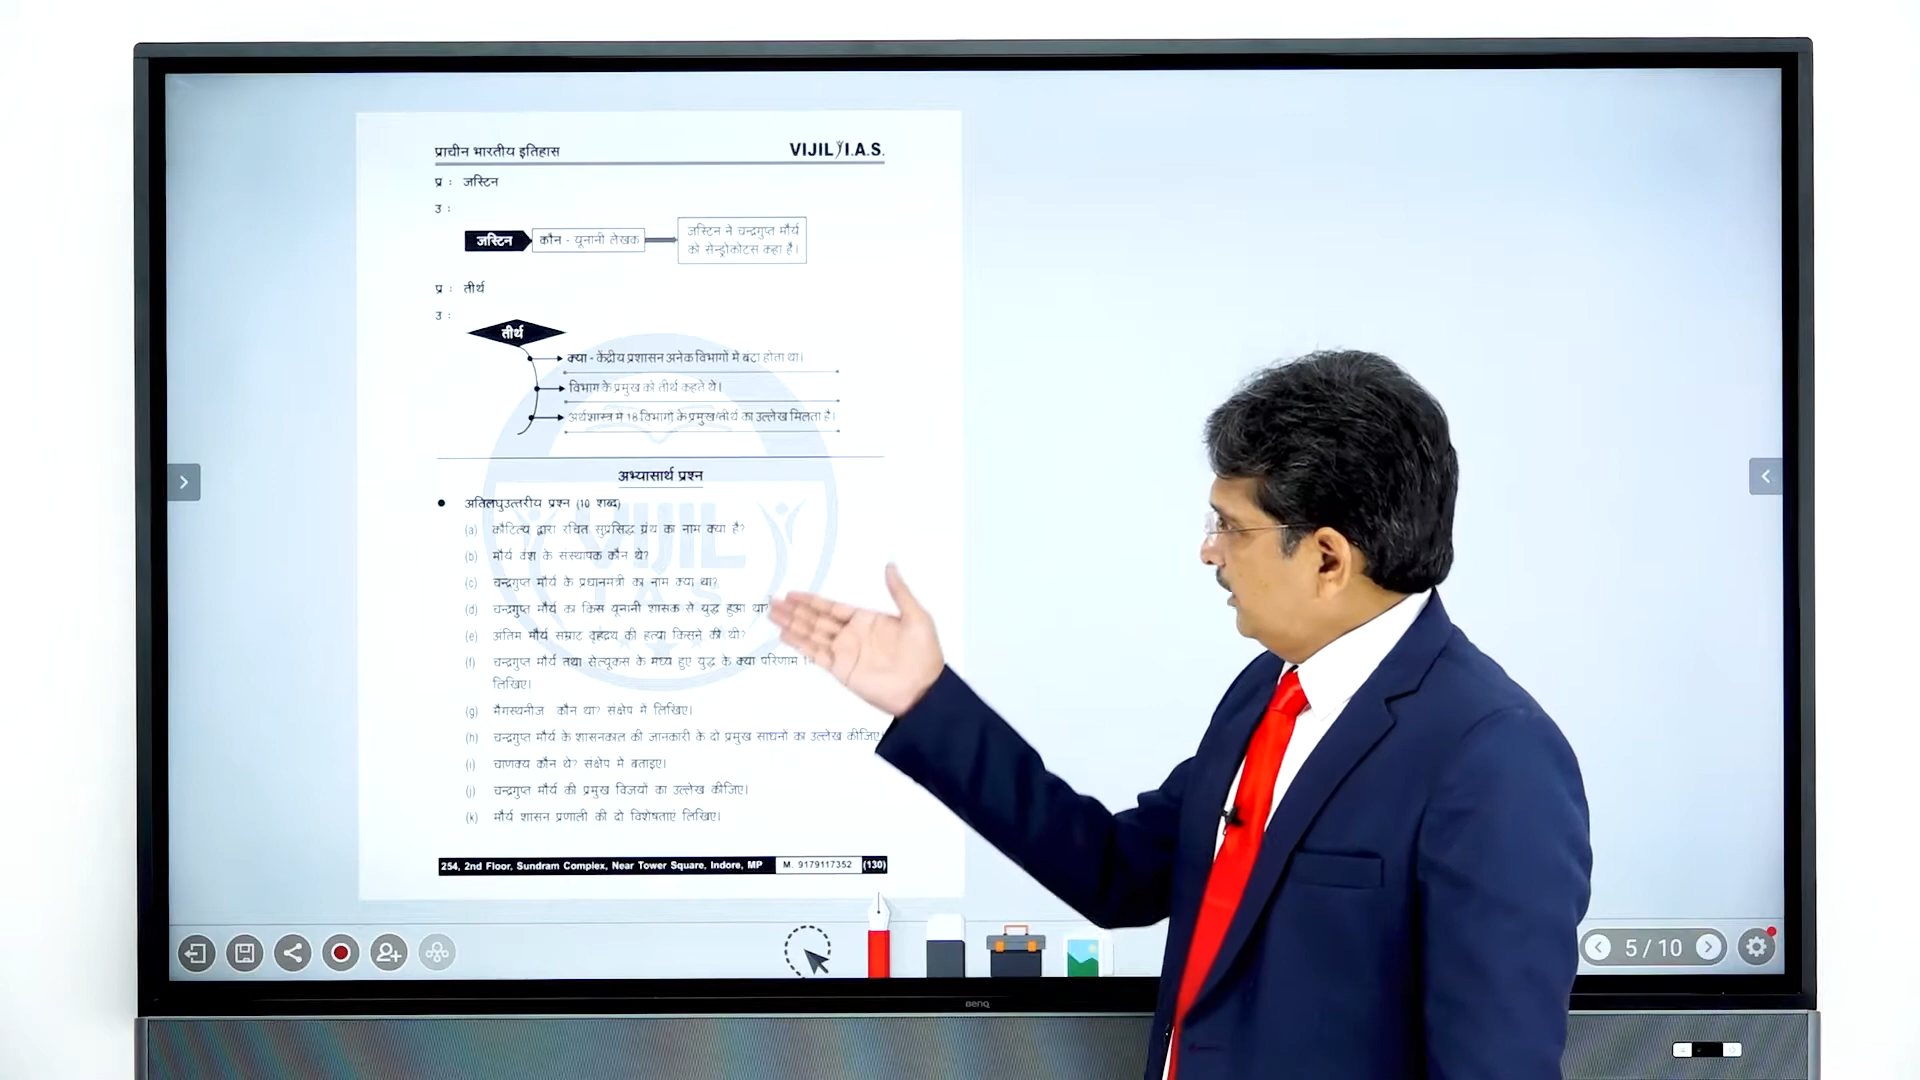 प्राचीन भारतीय इतिहास VIJIL I.A.S.
प्र : जस्टिन
उ :
जस्टिन कौन - यूनानी लेखक जस्टिन ने चन्द्रगुप्त मौर्य
को सेन्ड्रोकोटस कहा है।
प्र : तीर्थ
उ :
तीर्थ
क्या - केंद्रीय प्रशासन अनेक विभागों में बंटा होता था।
विभाग के प्रमुख को तीर्थ कहते थे।
अर्थशास्त्र में 18 विभागों के प्रमुख/तीर्थ का उल्लेख मिलता है।
अभ्यासार्थ प्रश्न
● अतिलघुउत्तरीय प्रश्न (10 शब्द)
(a) कौटिल्य द्वारा रचित सुप्रसिद्ध ग्रंथ का नाम क्या है?
(b) मौर्य वंश के संस्थापक कौन थे?
(c) चन्द्रगुप्त मौर्य के प्रधानमंत्री का नाम क्या था?
(d) चन्द्रगुप्त मौर्य का किस यूनानी शासक से युद्ध हुआ था?
(e) अंतिम मौर्य सम्राट वृहद्रथ की हत्या किसने की थी?
(f) चन्द्रगुप्त मौर्य तथा सेल्यूकस के मध्य हुए युद्ध के क्या परिणाम
लिखिए।
(g) मैगस्थनीज कौन था? संक्षेप में लिखिए।
(h) चन्द्रगुप्त मौर्य के शासनकाल की जानकारी के दो प्रमुख साधनों का उल्लेख कीजिए
(i) चाणक्य कौन थे? संक्षेप में बताइए।
(j) चन्द्रगुप्त मौर्य की प्रमुख विजयों का उल्लेख कीजिए।
(k) मौर्य शासन प्रणाली की दो विशेषताएं लिखिए।
254, 2nd Floor, Sundram Complex, Near Tower Square, Indore, MP M. 9179117352 (130)
VIJIL
I.A.S
5 / 10
BenQ